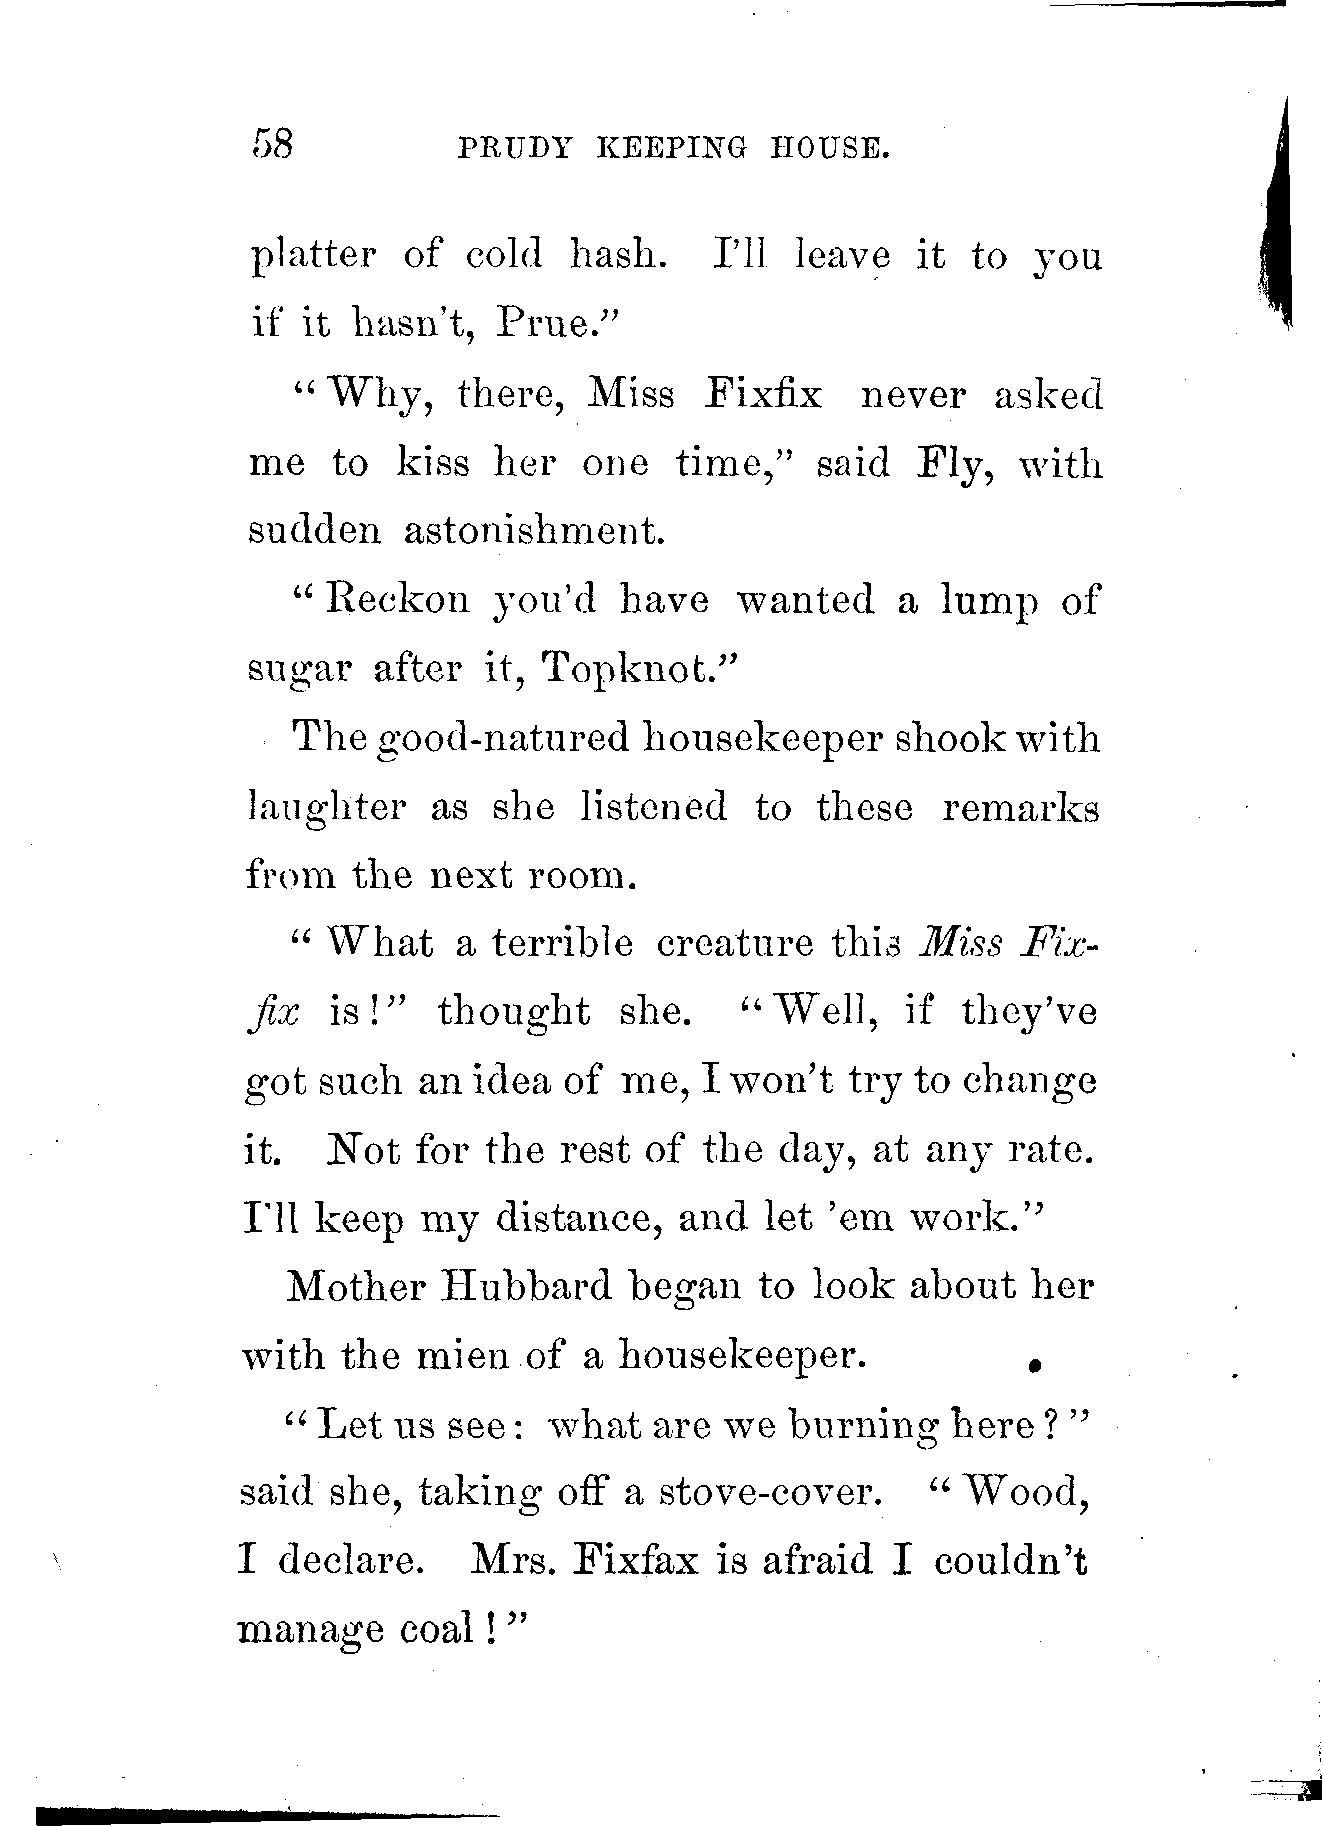 58 PRUDY KEEPING HOUSE.
platter of cold hash. I'll leave it to you
if it hasn't, Prue."
"Why, there, Miss Fixfix never asked
me to kiss her one time," said Fly, with
sudden astonishment.
"Reckon you'd have wanted a lump of
sugar after it, Topknot."
The good-natured housekeeper shook with
laughter as she listened to these remarks
from the next room.
"What a terrible creature this Miss Fix-
fix is!" thought she. "Well, if they've
got such an idea of me, I won't try to change
it. Not for the rest of the day, at any rate.
I'll keep my distance, and let 'em work."
Mother Hubbard began to look about her
with the mien of a housekeeper.
"Let us see: what are we burning here?"
said she, taking off a stove-cover. "Wood,
I declare. Mrs. Fixfax is afraid I couldn't
manage coal!"